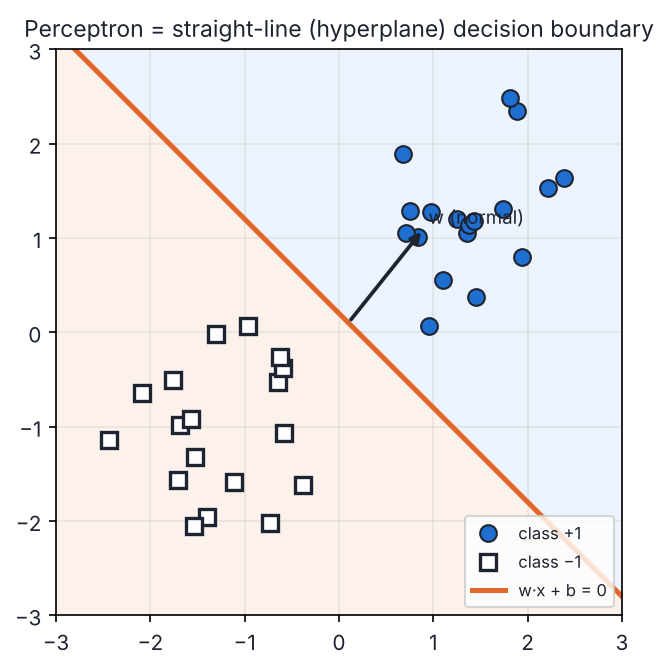 Perceptron = straight-line (hyperplane) decision boundary
3
2
1
0
−1
−2
−3
w (normal)
class +1
class −1
w·x + b = 0
−3
−2
−1
0
1
2
3